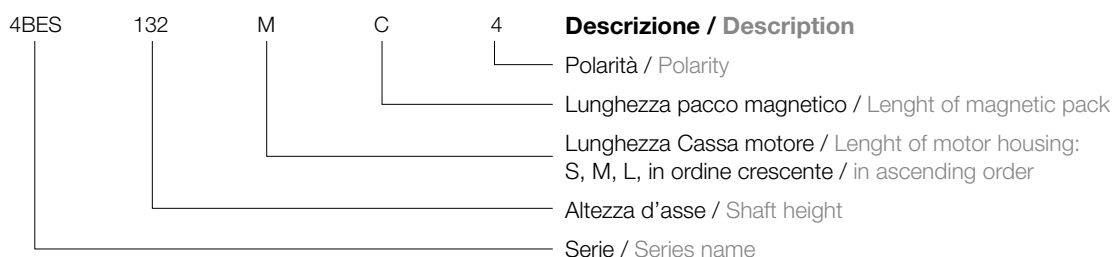 4BES 132 M C 4 Descrizione / Description
Polarità / Polarity
Lunghezza pacco magnetico / Lenght of magnetic pack
Lunghezza Cassa motore / Lenght of motor housing:
S, M, L, in ordine crescente / in ascending order
Altezza d'asse / Shaft height
Serie / Series name